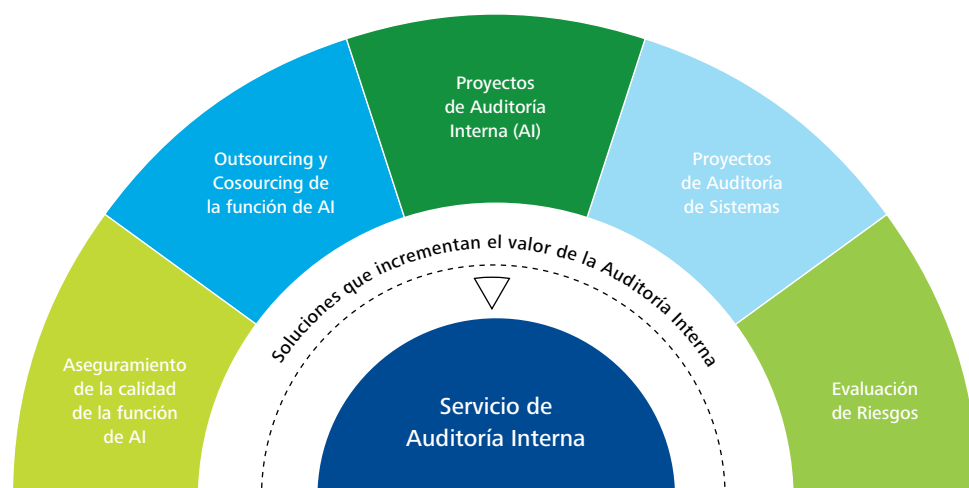 Aseguramiento
de la calidad
de la función
de AI
Outsourcing y
Cosourcing de
la función de AI
Proyectos
de Auditoría
Interna (AI)
Proyectos
de Auditoría
de Sistemas
Evaluación
de Riesgos
Soluciones que incrementan el valor de la Auditoría Interna
Servicio de
Auditoría Interna